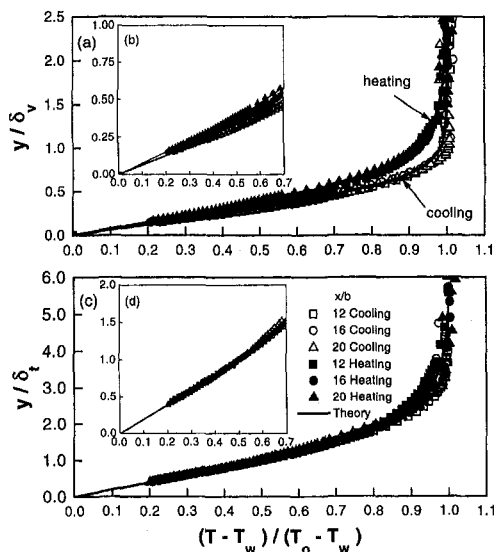 2.5
2.0
1.5
1.0
0.5
0.0
y / δv
(a)
(b)
1.00
0.75
0.50
0.25
0.00
0.0 0.1 0.2 0.3 0.4 0.5 0.6 0.7
heating
cooling
0.0 0.1 0.2 0.3 0.4 0.5 0.6 0.7 0.8 0.9 1.0 1.1
6.0
5.0
4.0
3.0
2.0
1.0
0.0
y / δt
(c)
(d)
2.0
1.5
1.0
0.5
0.0
0.0 0.1 0.2 0.3 0.4 0.5 0.6 0.7
x/b
12 Cooling
16 Cooling
20 Cooling
12 Heating
16 Heating
20 Heating
Theory
0.0 0.1 0.2 0.3 0.4 0.5 0.6 0.7 0.8 0.9 1.0 1.1
(T - Tw) / (To - Tw)